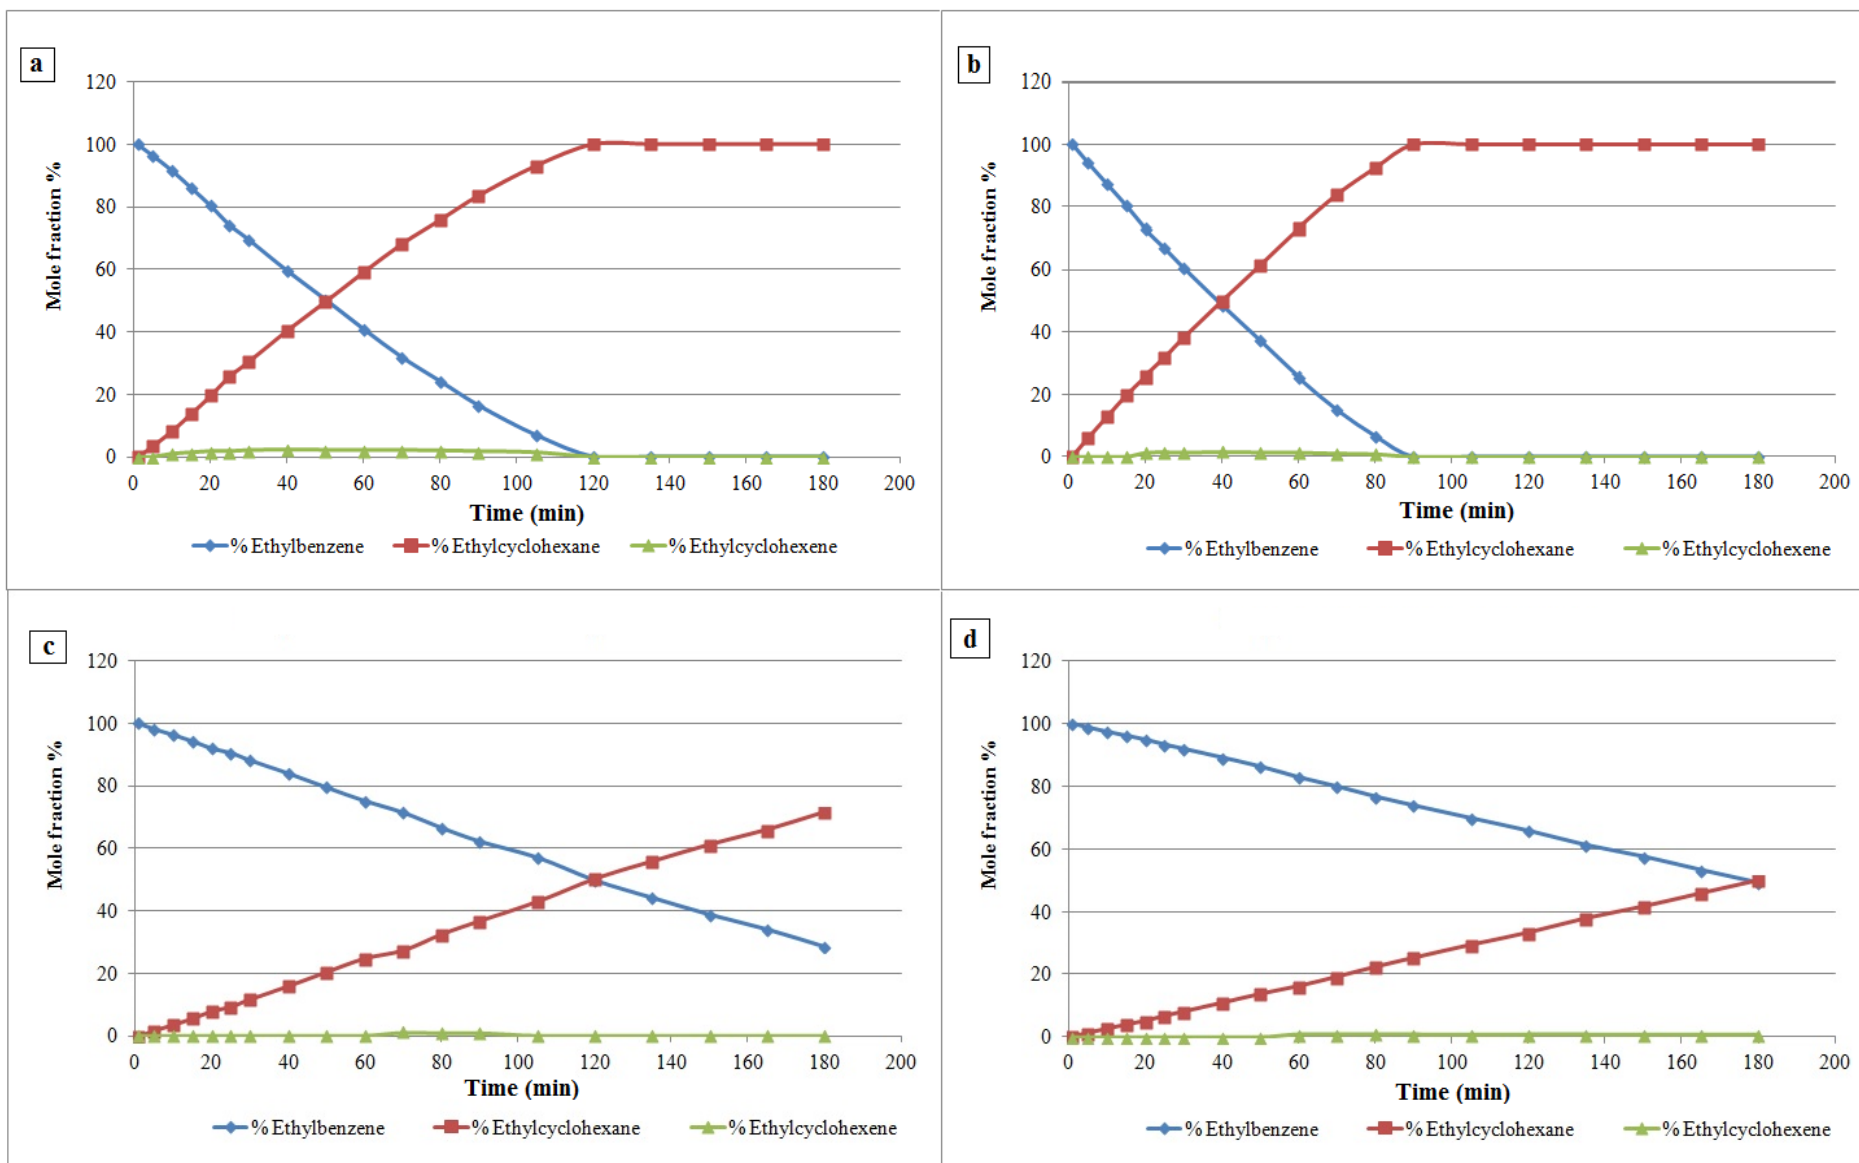 a
120
100
80
60
40
20
0
Mole fraction %
0 20 40 60 80 100 120 140 160 180 200
Time (min)
% Ethylbenzene % Ethylcyclohexane % Ethylcyclohexene
b
120
100
80
60
40
20
0
Mole fraction %
0 20 40 60 80 100 120 140 160 180 200
Time (min)
% Ethylbenzene % Ethylcyclohexane % Ethylcyclohexene
c
120
100
80
60
40
20
0
Mole fraction %
0 20 40 60 80 100 120 140 160 180 200
Time (min)
% Ethylbenzene % Ethylcyclohexane % Ethylcyclohexene
d
120
100
80
60
40
20
0
Mole fraction %
0 20 40 60 80 100 120 140 160 180 200
Time (min)
% Ethylbenzene % Ethylcyclohexane % Ethylcyclohexene